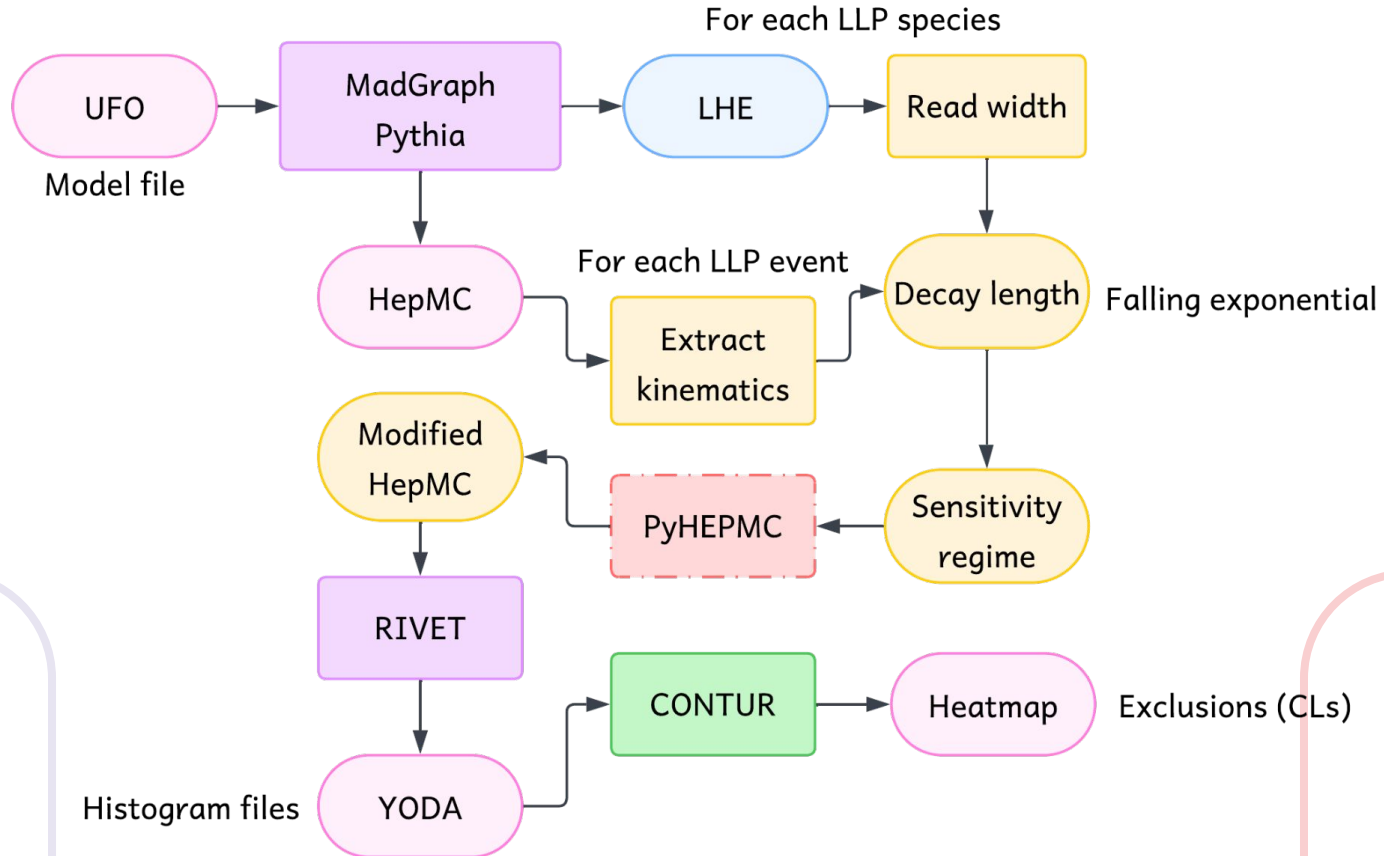 For each LLP species
UFO
MadGraph
Pythia
LHE
Read width
Model file
HepMC
For each LLP event
Extract
kinematics
Decay length
Falling exponential
Modified
HepMC
PyHEPMC
Sensitivity
regime
RIVET
CONTUR
Heatmap
Exclusions (CLs)
Histogram files
YODA